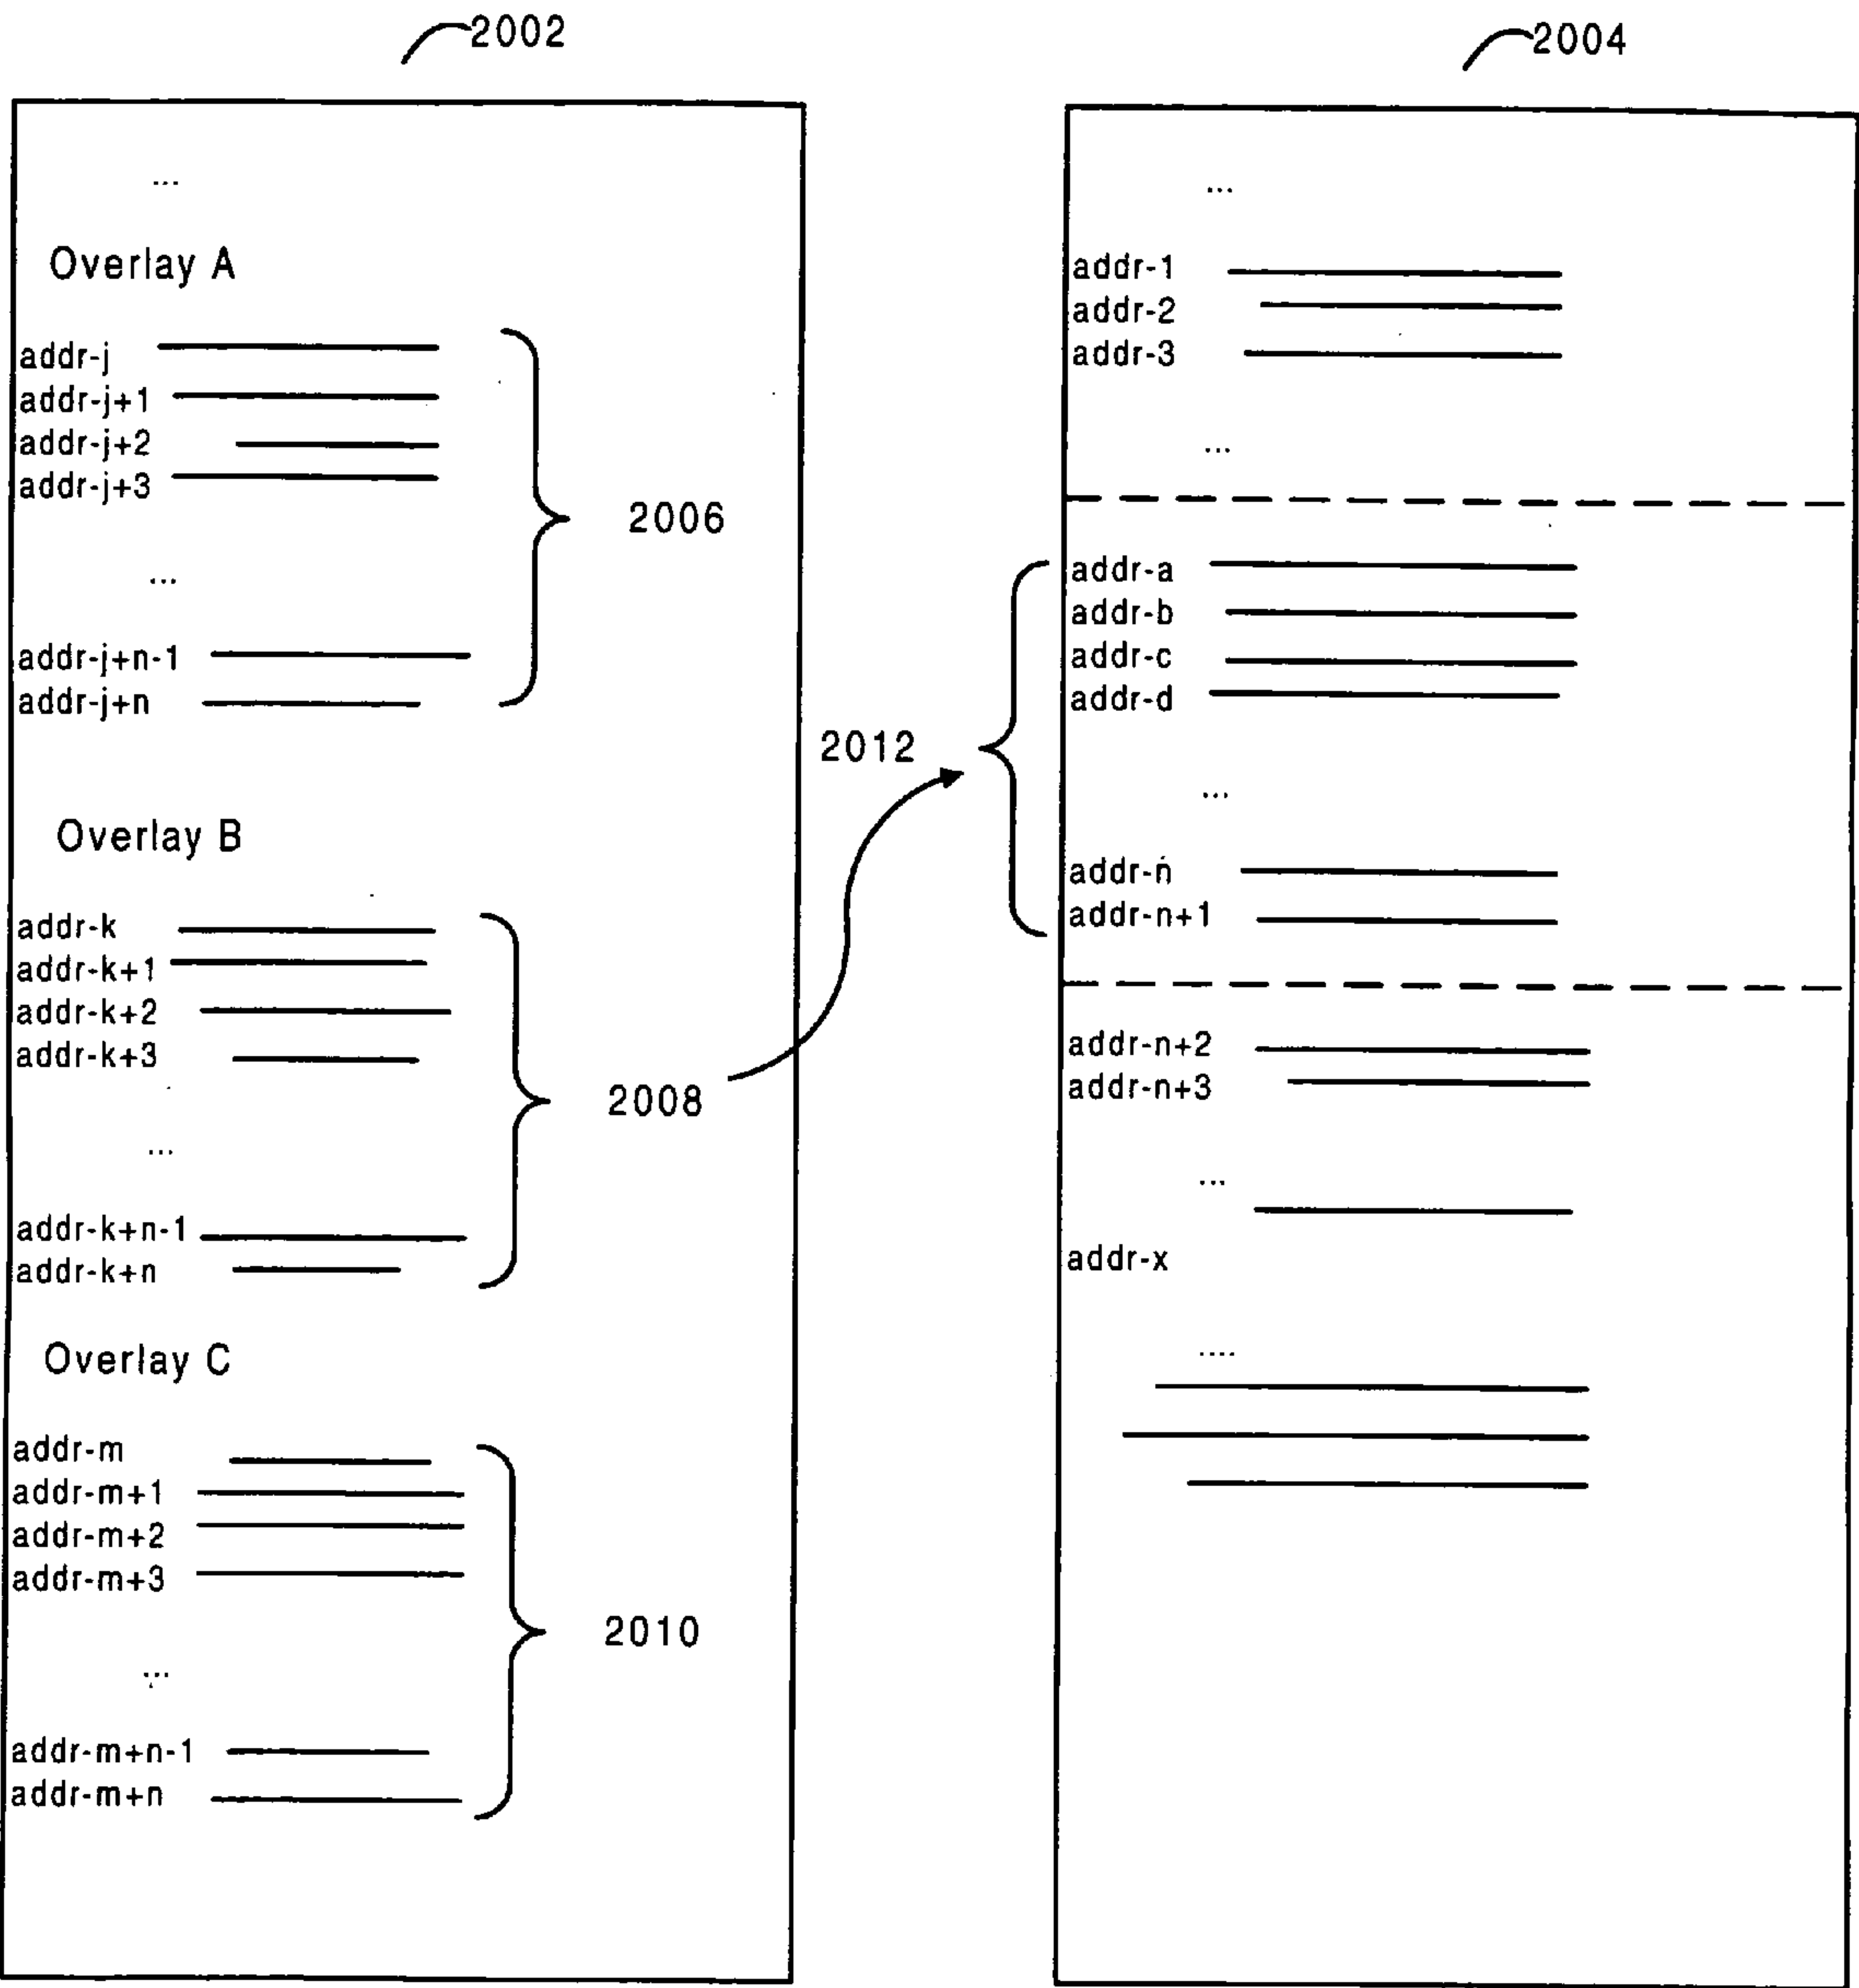 2002
...
Overlay A
addr-j
addr-j+1
addr-j+2
addr-j+3
2006
...
addr-j+n-1
addr-j+n
Overlay B
addr-k
addr-k+1
addr-k+2
addr-k+3
2008
...
addr-k+n-1
addr-k+n
Overlay C
addr-m
addr-m+1
addr-m+2
addr-m+3
2010
...
addr-m+n-1
addr-m+n
2004
...
addr-1
addr-2
addr-3
...
addr-a
addr-b
addr-c
addr-d
2012
...
addr-n
addr-n+1
addr-n+2
addr-n+3
...
addr-x
....